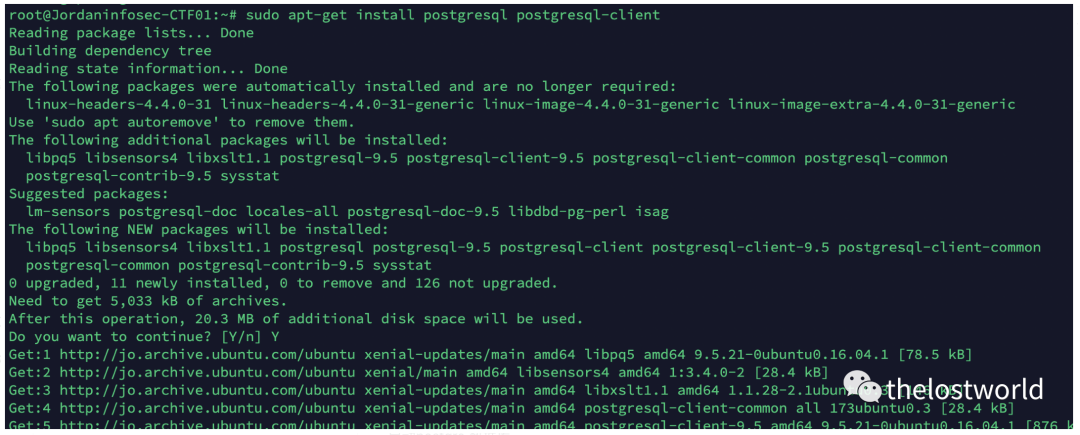 root@Jordaninfosec-CTF01:~# sudo apt-get install postgresql postgresql-client
Reading package lists... Done
Building dependency tree
Reading state information... Done
The following packages were automatically installed and are no longer required:
  linux-headers-4.4.0-31 linux-headers-4.4.0-31-generic linux-image-4.4.0-31-generic linux-image-extra-4.4.0-31-generic
Use 'sudo apt autoremove' to remove them.
The following additional packages will be installed:
  libpq5 libsensors4 libxslt1.1 postgresql-9.5 postgresql-client-9.5 postgresql-client-common postgresql-common
  postgresql-contrib-9.5 sysstat
Suggested packages:
  lm-sensors postgresql-doc locales-all postgresql-doc-9.5 libdbd-pg-perl isag
The following NEW packages will be installed:
  libpq5 libsensors4 libxslt1.1 postgresql postgresql-9.5 postgresql-client postgresql-client-9.5 postgresql-client-common
  postgresql-common postgresql-contrib-9.5 sysstat
0 upgraded, 11 newly installed, 0 to remove and 126 not upgraded.
Need to get 5,033 kB of archives.
After this operation, 20.3 MB of additional disk space will be used.
Do you want to continue? [Y/n] Y
Get:1 http://jo.archive.ubuntu.com/ubuntu xenial-updates/main amd64 libpq5 amd64 9.5.21-0ubuntu0.16.04.1 [78.5 kB]
Get:2 http://jo.archive.ubuntu.com/ubuntu xenial/main amd64 libsensors4 amd64 1:3.4.0-2 [28.4 kB]
Get:3 http://jo.archive.ubuntu.com/ubuntu xenial-updates/main amd64 libxslt1.1 amd64
thelostworld
Get:4 http://jo.archive.ubuntu.com/ubuntu xenial-updates/main amd64 postgresql-client-common all 173ubuntu0.3 [28.4 kB]
Get:5 http://jo.archive.ubuntu.com/ubuntu xenial-updates/main amd64 postgresql-client-9.5 amd64 9.5.21-0ubuntu0.16.04.1 [876 k